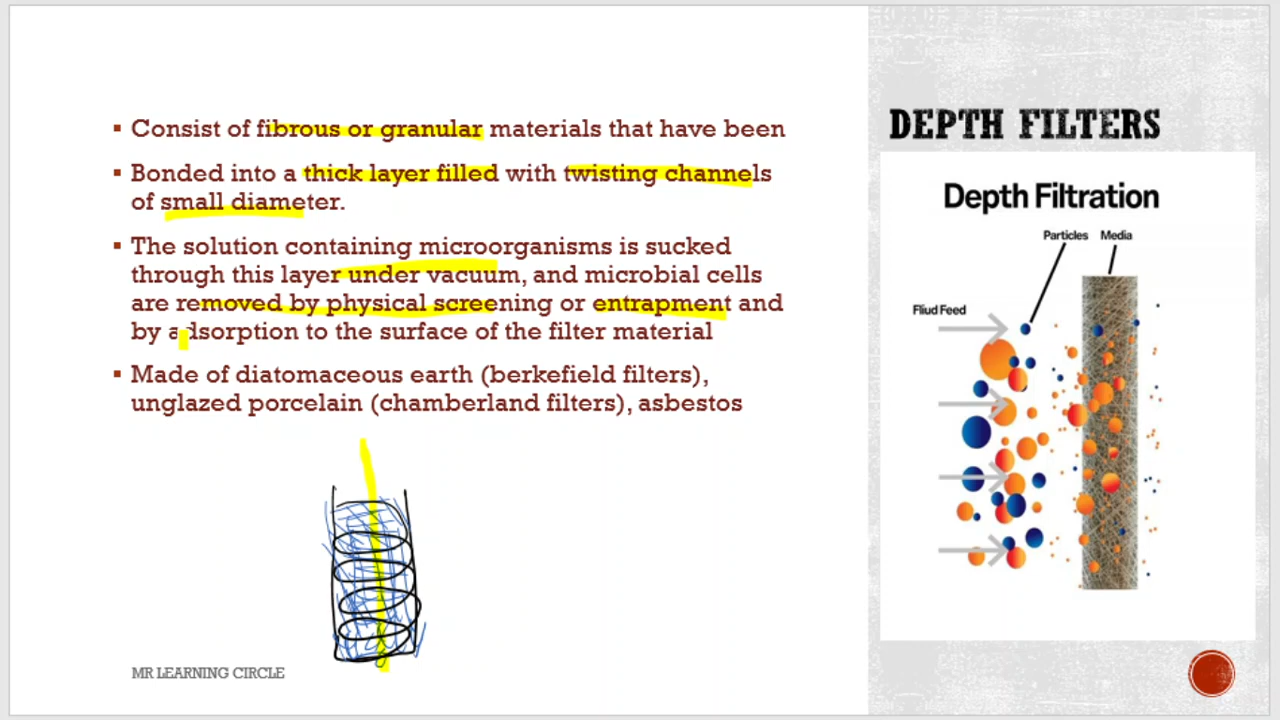 ▪ Consist of fibrous or granular materials that have been
▪ Bonded into a thick layer filled with twisting channels
of small diameter.
▪ The solution containing microorganisms is sucked
through this layer under vacuum, and microbial cells
are removed by physical screening or entrapment and
by adsorption to the surface of the filter material
▪ Made of diatomaceous earth (berkefield filters),
unglazed porcelain (chamberland filters), asbestos
MR LEARNING CIRCLE
DEPTH FILTERS
Depth Filtration
Particles Media
Fliud Feed